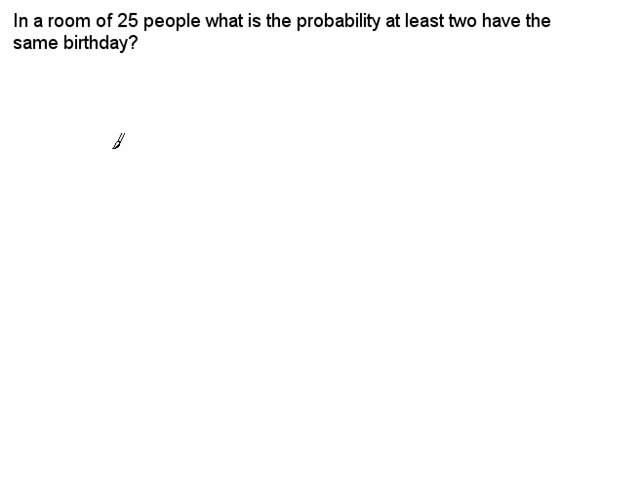 In a room of 25 people what is the probability at least two have the
same birthday?